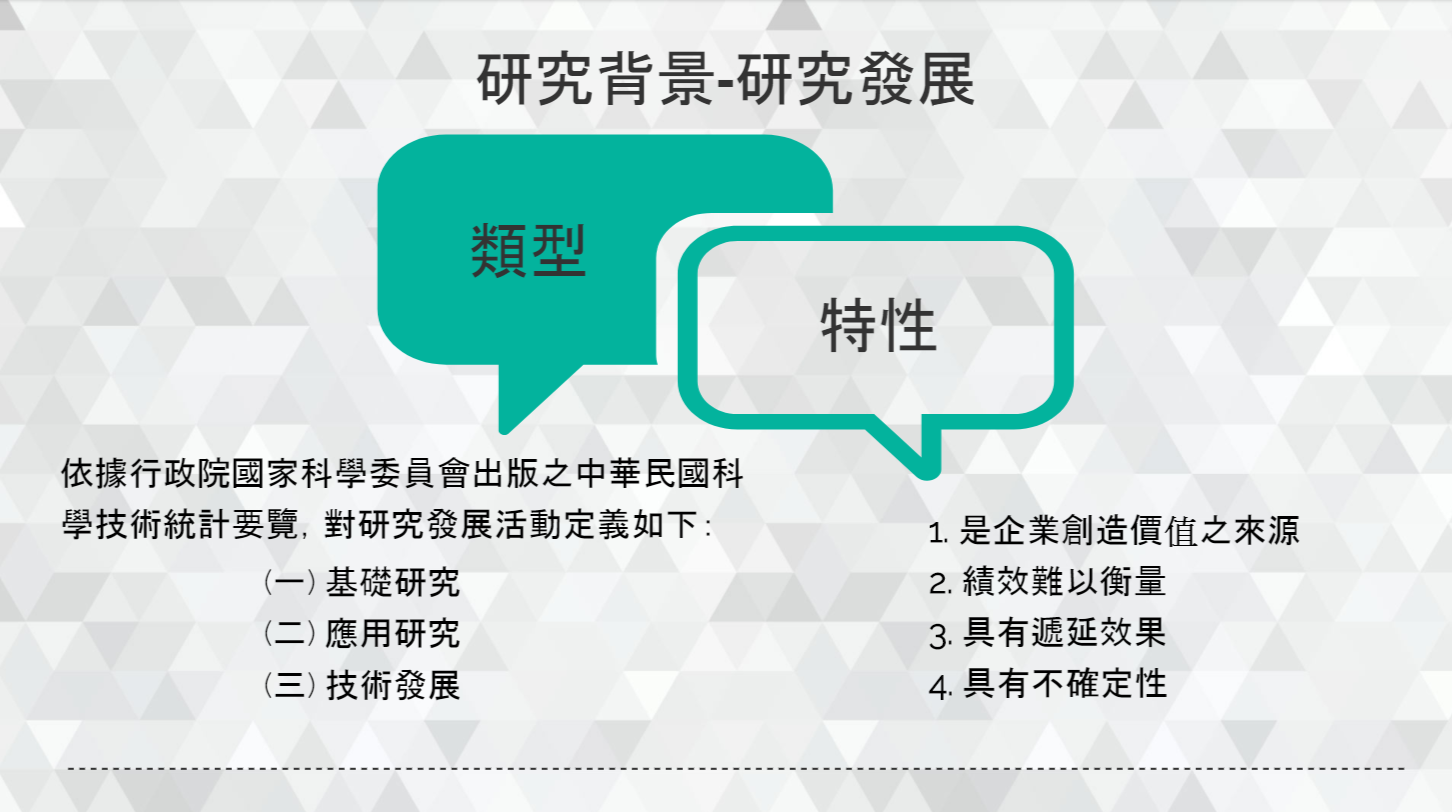 研究背景-研究發展
類型
特性
依據行政院國家科學委員會出版之中華民國科
學技術統計要覽, 對研究發展活動定義如下:
(一) 基礎研究
(二) 應用研究
(三) 技術發展
1. 是企業創造價值之來源
2. 績效難以衡量
3. 具有遞延效果
4. 具有不確定性